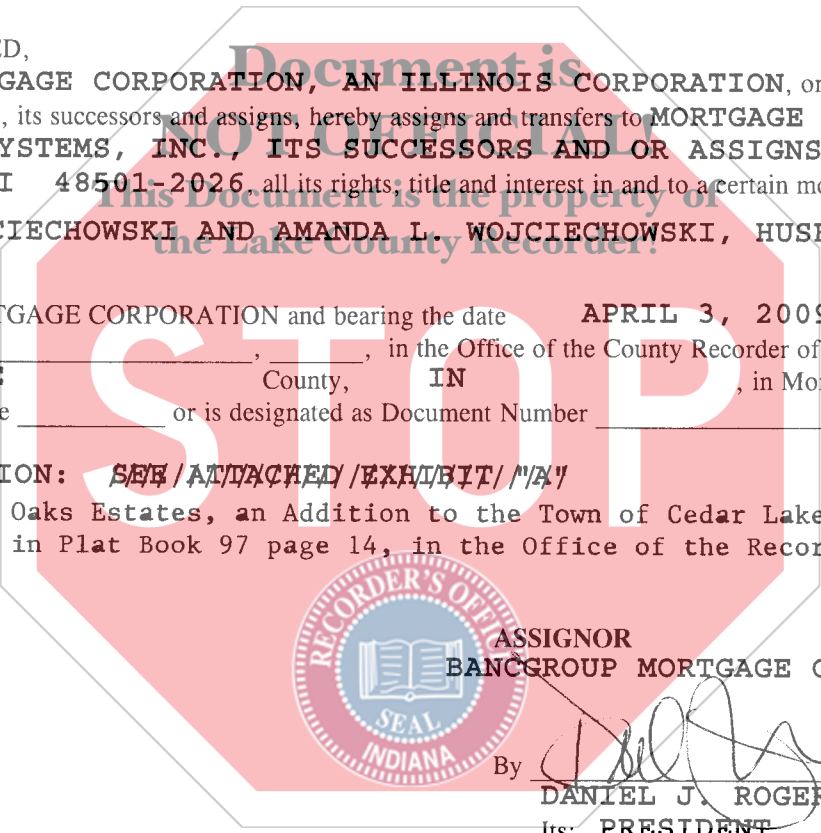 ED,
GAGE CORPORATION, AN ILLINOIS CORPORATION, or
, its successors and assigns, hereby assigns and transfers to MORTGAGE
YSTEMS, INC., ITS SUCCESSORS AND OR ASSIGNS
I 48501-2026, all its rights, title and interest in and to a certain mo
CIECHOWSKI AND AMANDA L. WOJCIECHOWSKI, HUSB
Document is
NOT OFFICIAL!
This Document is the property of
the Lake County Recorder!
TGAGE CORPORATION and bearing the date APRIL 3, 2009
, , in the Office of the County Recorder of
County, IN , in Mor
e or is designated as Document Number
STOP
ION: SEE ATTACHED EXHIBIT "A"
Oaks Estates, an Addition to the Town of Cedar Lake
in Plat Book 97 page 14, in the Office of the Recor
RECORDER'S OFFICE
SEAL
INDIANA
ASSIGNOR
BANCGROUP MORTGAGE C
By
DANIEL J. ROGER
Its: PRESIDENT